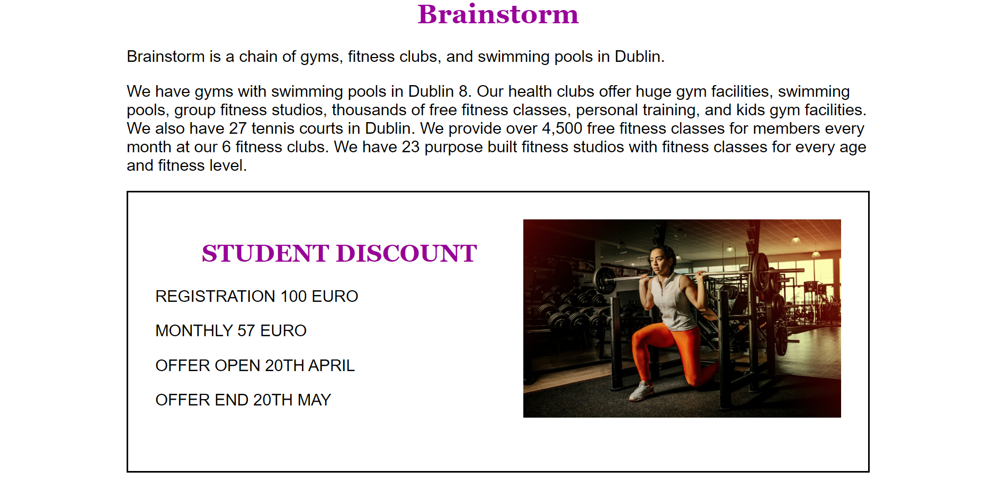 Brainstorm
Brainstorm is a chain of gyms, fitness clubs, and swimming pools in Dublin.
We have gyms with swimming pools in Dublin 8. Our health clubs offer huge gym facilities, swimming
pools, group fitness studios, thousands of free fitness classes, personal training, and kids gym facilities.
We also have 27 tennis courts in Dublin. We provide over 4,500 free fitness classes for members every
month at our 6 fitness clubs. We have 23 purpose built fitness studios with fitness classes for every age
and fitness level.
STUDENT DISCOUNT
REGISTRATION 100 EURO
MONTHLY 57 EURO
OFFER OPEN 20TH APRIL
OFFER END 20TH MAY